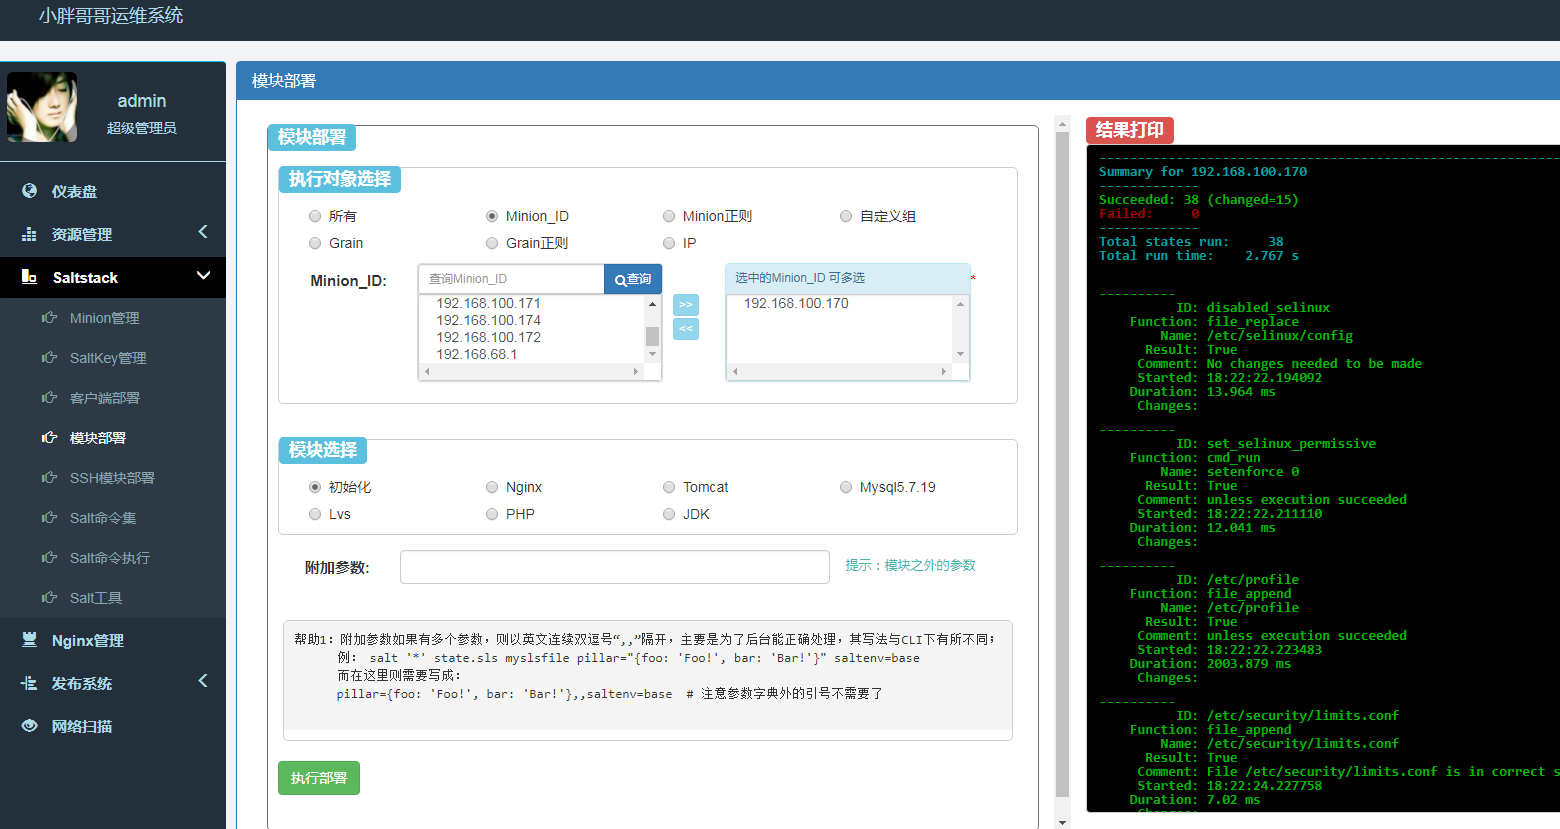 小胖哥哥运维系统
admin
超级管理员
仪表盘
资源管理
Saltstack
Minion管理
SaltKey管理
客户端部署
模块部署
SSH模块部署
Salt命令集
Salt命令执行
Salt工具
Nginx管理
发布系统
网络扫描
模块部署
模块部署
执行对象选择
所有 Minion_ID Minion正则 自定义组
Grain Grain正则 IP
Minion_ID: 查询Minion_ID 查询 选中的Minion_ID 可多选 *
192.168.100.171 >> 192.168.100.170
192.168.100.174
192.168.100.172 <<
192.168.68.1
模块选择
初始化 Nginx Tomcat Mysql5.7.19
Lvs PHP JDK
附加参数: 提示：模块之外的参数
帮助1：附加参数如果有多个参数，则以英文连续双逗号“,,”隔开，主要是为了后台能正确处理，其写法与CLI下有所不同；
例： salt '*' state.sls myslsfile pillar="{foo: 'Foo!', bar: 'Bar!'}" saltenv=base
而在这里则需要写成：
pillar={foo: 'Foo!', bar: 'Bar!'},,saltenv=base # 注意参数字典外的引号不需要了
执行部署
结果打印
------------------------------------------------------------
Summary for 192.168.100.170
-------------
Succeeded: 38 (changed=15)
Failed: 0
-------------
Total states run: 38
Total run time: 2.767 s
----------
ID: disabled_selinux
Function: file_replace
Name: /etc/selinux/config
Result: True
Comment: No changes needed to be made
Started: 18:22:22.194092
Duration: 13.964 ms
Changes:
----------
ID: set_selinux_permissive
Function: cmd_run
Name: setenforce 0
Result: True
Comment: unless execution succeeded
Started: 18:22:22.211110
Duration: 12.041 ms
Changes:
----------
ID: /etc/profile
Function: file_append
Name: /etc/profile
Result: True
Comment: unless execution succeeded
Started: 18:22:22.223483
Duration: 2003.879 ms
Changes:
----------
ID: /etc/security/limits.conf
Function: file_append
Name: /etc/security/limits.conf
Result: True
Comment: File /etc/security/limits.conf is in correct s
Started: 18:22:24.227758
Duration: 7.02 ms
Changes: